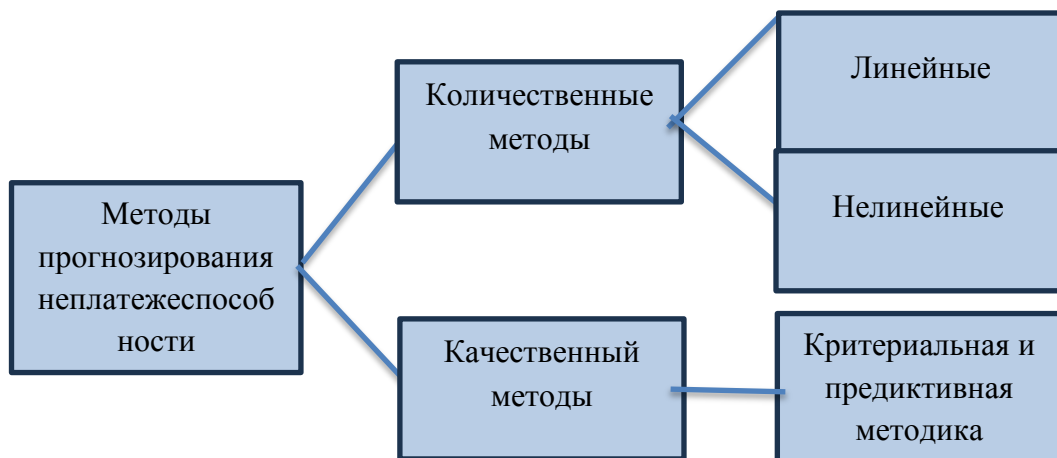 Методы
прогнозирования
неплатежеспособ
ности
Количественные
методы
Качественный
методы
Линейные
Нелинейные
Критериальная и
предиктивная
методика